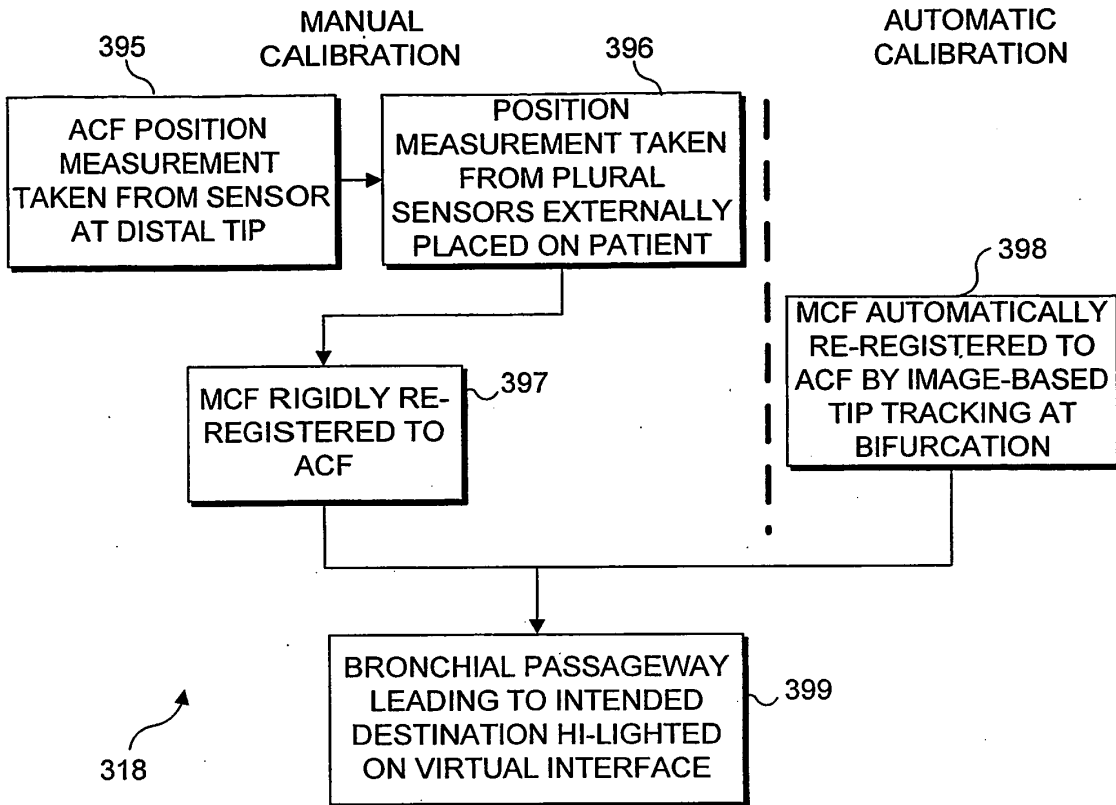 MANUAL
CALIBRATION
AUTOMATIC
CALIBRATION
395
ACF POSITION
MEASUREMENT
TAKEN FROM SENSOR
AT DISTAL TIP
396
POSITION
MEASUREMENT TAKEN
FROM PLURAL
SENSORS EXTERNALLY
PLACED ON PATIENT
398
MCF AUTOMATICALLY
RE-REGISTERED TO
ACF BY IMAGE-BASED
TIP TRACKING AT
BIFURCATION
397
MCF RIGIDLY RE-
REGISTERED TO
ACF
BRONCHIAL PASSAGEWAY
LEADING TO INTENDED
DESTINATION HI-LIGHTED
ON VIRTUAL INTERFACE
399
318